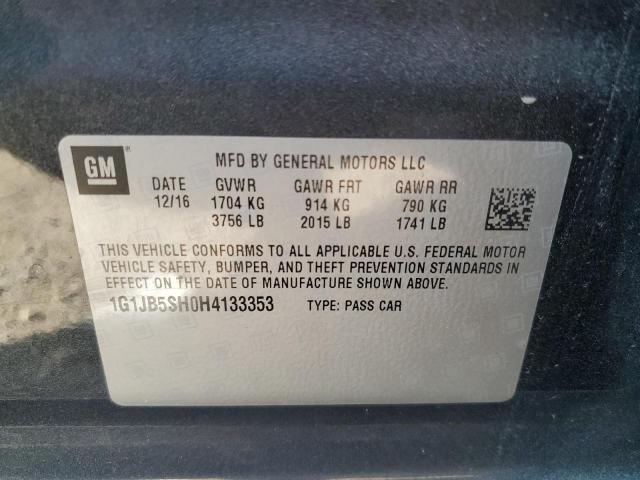 GM
MFD BY GENERAL MOTORS LLC
DATE GVWR GAWR FRT GAWR RR
12/16 1704 KG 914 KG 790 KG
3756 LB 2015 LB 1741 LB
THIS VEHICLE CONFORMS TO ALL APPLICABLE U.S. FEDERAL MOTOR
VEHICLE SAFETY, BUMPER, AND THEFT PREVENTION STANDARDS IN
EFFECT ON THE DATE OF MANUFACTURE SHOWN ABOVE.
1G1JB5SH0H4133353 TYPE: PASS CAR